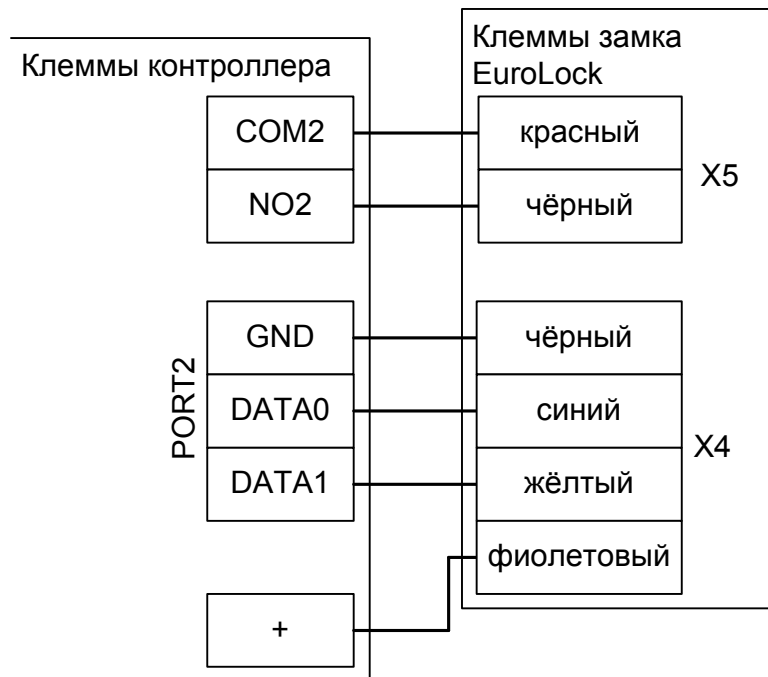 Клеммы контроллера
COM2
NO2
PORT2
GND
DATA0
DATA1
+
Клеммы замка
EuroLock
красный
чёрный
X5
чёрный
синий
жёлтый
фиолетовый
X4